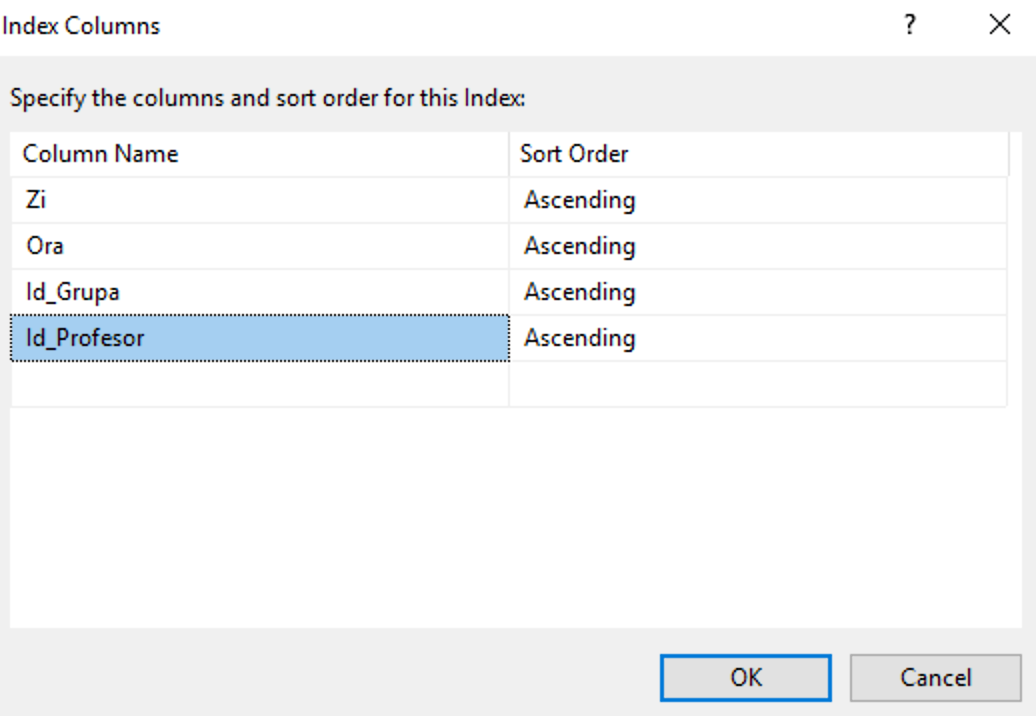 Index Columns ?
Specify the columns and sort order for this Index:
Column Name Sort Order
Zi Ascending
Ora Ascending
Id_Grupa Ascending
Id_Profesor Ascending
OK Cancel